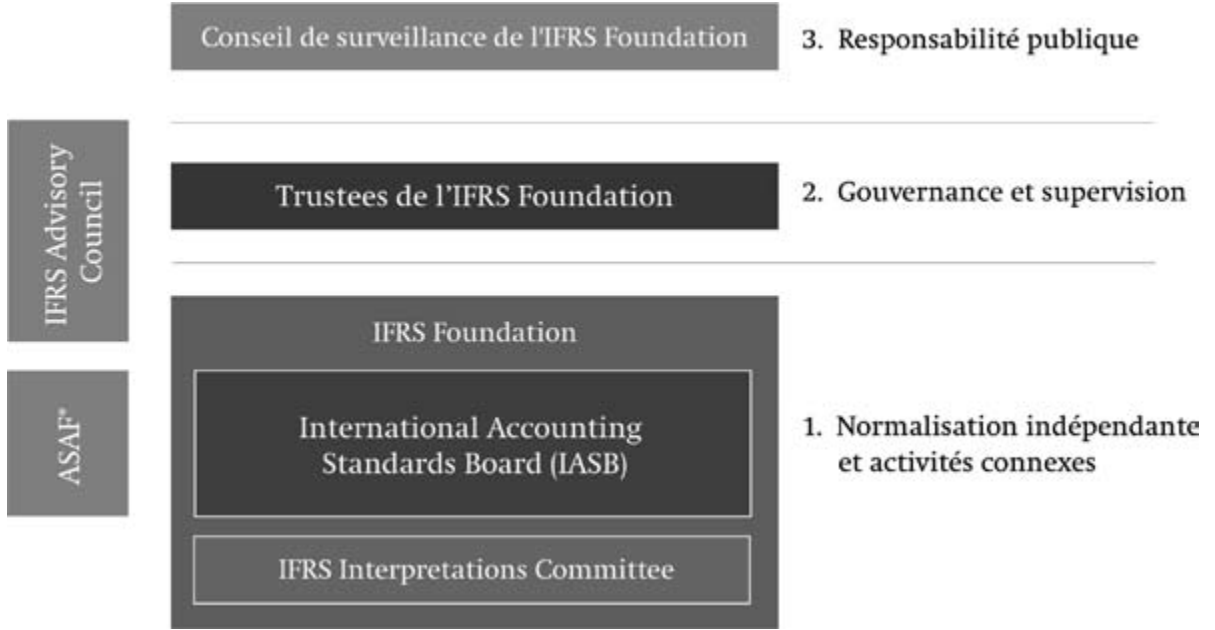 Conseil de surveillance de l'IFRS Foundation
3. Responsabilité publique
IFRS Advisory
Council
Trustees de l’IFRS Foundation
2. Gouvernance et supervision
IFRS Foundation
ASAF*
International Accounting
Standards Board (IASB)
1. Normalisation indépendante
et activités connexes
IFRS Interpretations Committee